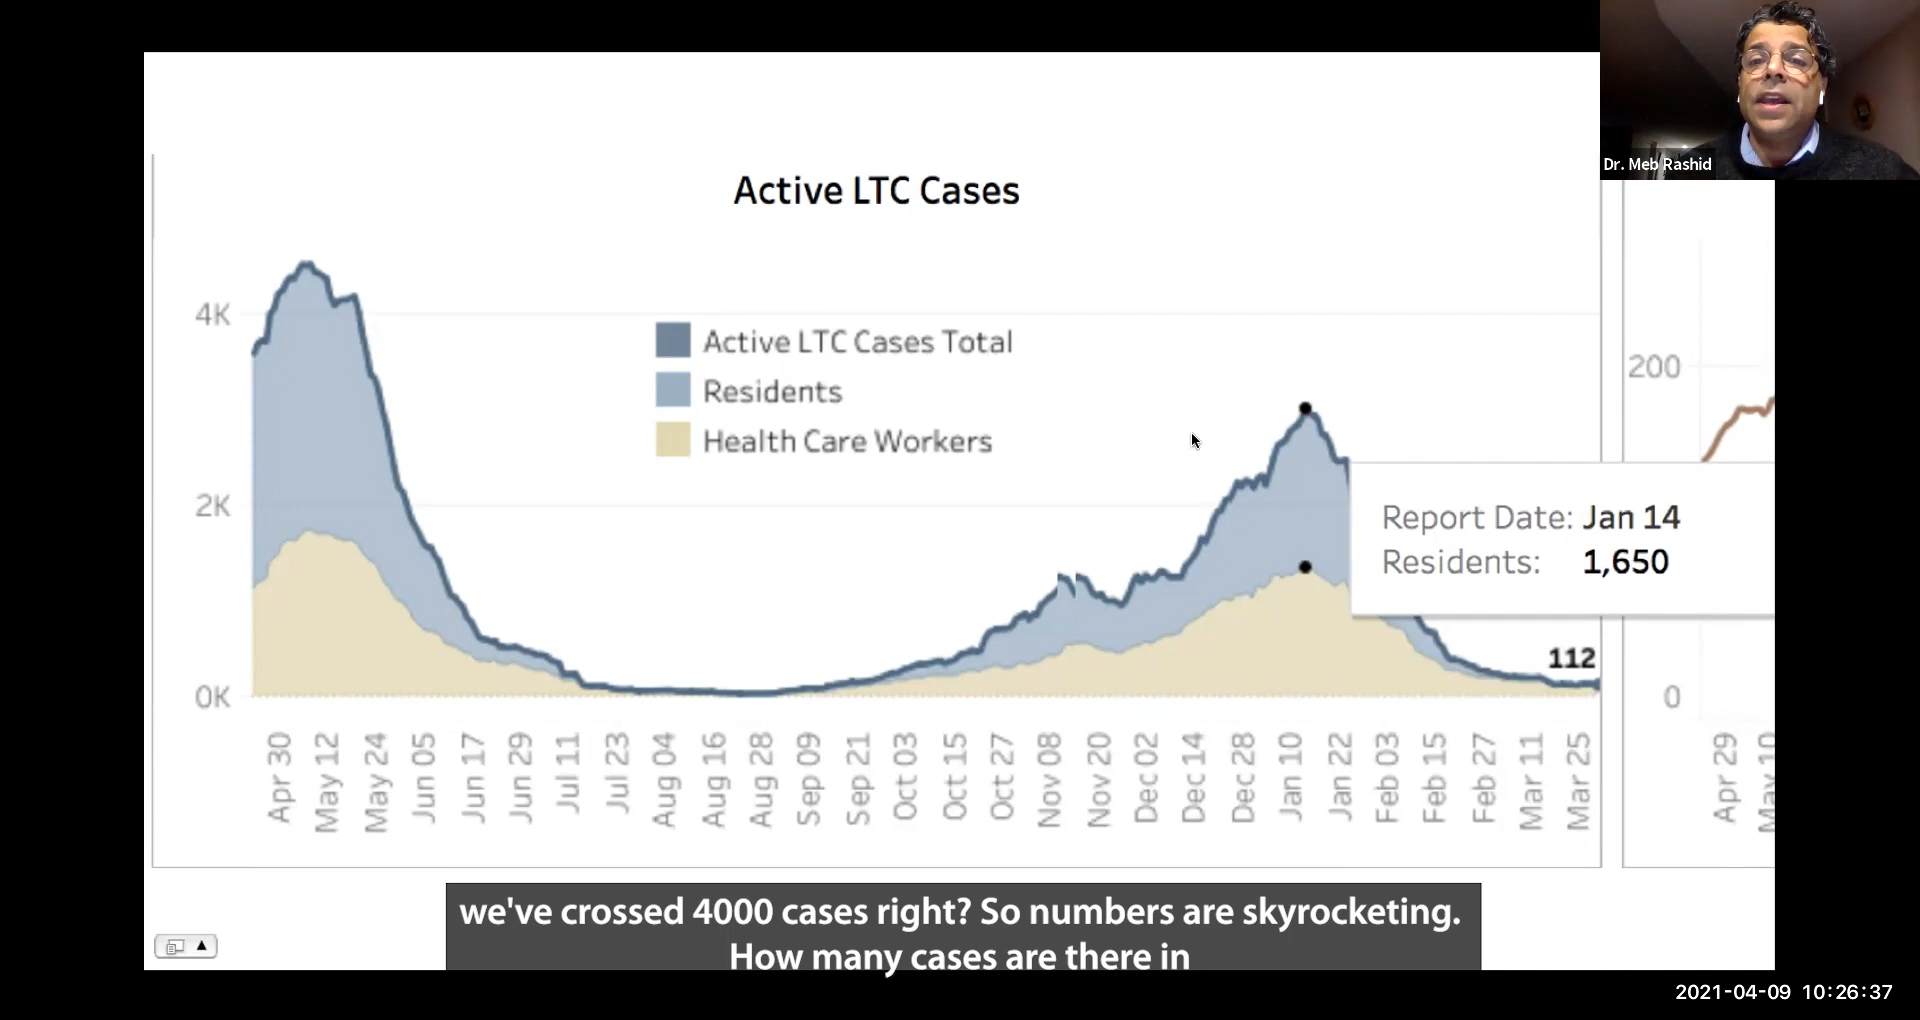 Dr. Meb Rashid
Active LTC Cases
4K
2K
0K
Active LTC Cases Total
Residents
Health Care Workers
Report Date: Jan 14
Residents: 1,650
112
Apr 30
May 12
May 24
Jun 05
Jun 17
Jun 29
Jul 11
Jul 23
Aug 04
Aug 16
Aug 28
Sep 09
Sep 21
Oct 03
Oct 15
Oct 27
Nov 08
Nov 20
Dec 02
Dec 14
Dec 28
Jan 10
Jan 22
Feb 03
Feb 15
Feb 27
Mar 11
Mar 25
200
0
Apr 29
May 10
we've crossed 4000 cases right? So numbers are skyrocketing.
How many cases are there in
2021-04-09 10:26:37